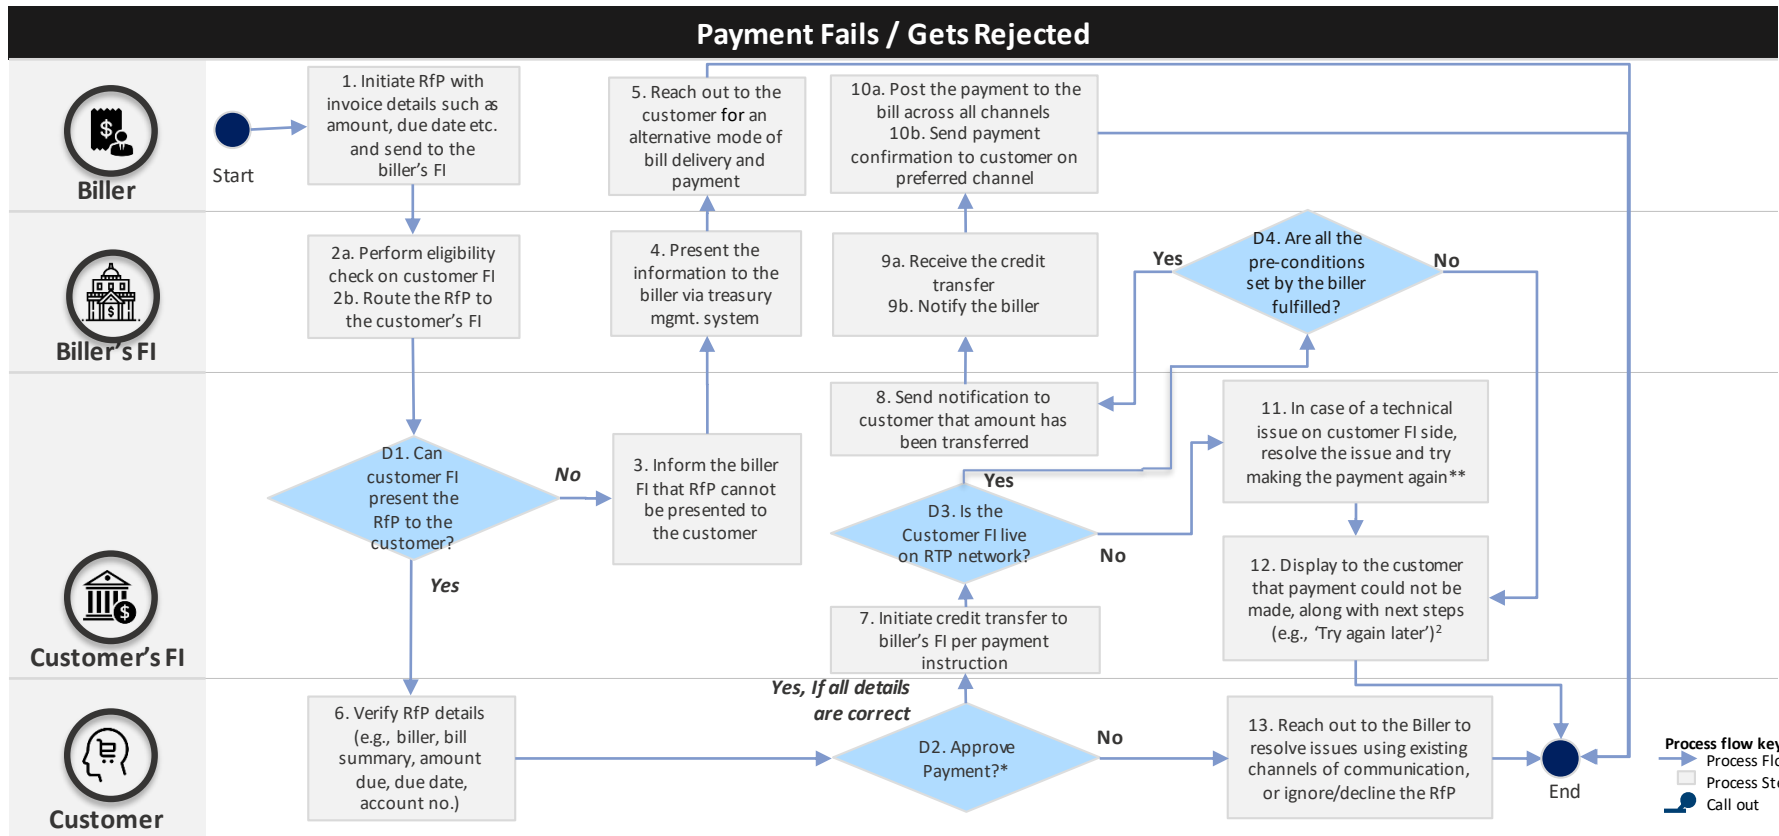 Payment Fails / Gets Rejected
Biller
Start
1. Initiate RfP with
invoice details such as
amount, due date etc.
and send to the
biller's FI
5. Reach out to the
customer for an
alternative mode of
bill delivery and
payment
10a. Post the payment to the
bill across all channels
10b. Send payment
confirmation to customer on
preferred channel
Biller's FI
2a. Perform eligibility
check on customer FI
2b. Route the RfP to
the customer's FI
4. Present the
information to the
biller via treasury
mgmt. system
9a. Receive the credit
transfer
9b. Notify the biller
Yes
D4. Are all the
pre-conditions
set by the biller
fulfilled?
No
Customer's FI
D1. Can
customer FI
present the
RfP to the
customer?
No
Yes
3. Inform the biller
FI that RfP cannot
be presented to
the customer
8. Send notification to
customer that amount has
been transferred
Yes
D3. Is the
Customer FI live
on RTP network?
No
7. Initiate credit transfer to
biller's FI per payment
instruction
11. In case of a technical
issue on customer FI side,
resolve the issue and try
making the payment again**
12. Display to the customer
that payment could not be
made, along with next steps
(e.g., 'Try again later')2
Customer
6. Verify RfP details
(e.g., biller, bill
summary, amount
due, due date,
account no.)
Yes, If all details
are correct
D2. Approve
Payment?*
No
13. Reach out to the Biller to
resolve issues using existing
channels of communication,
or ignore/decline the RfP
End
Process flow key
Process Flo
Process Ste
Call out